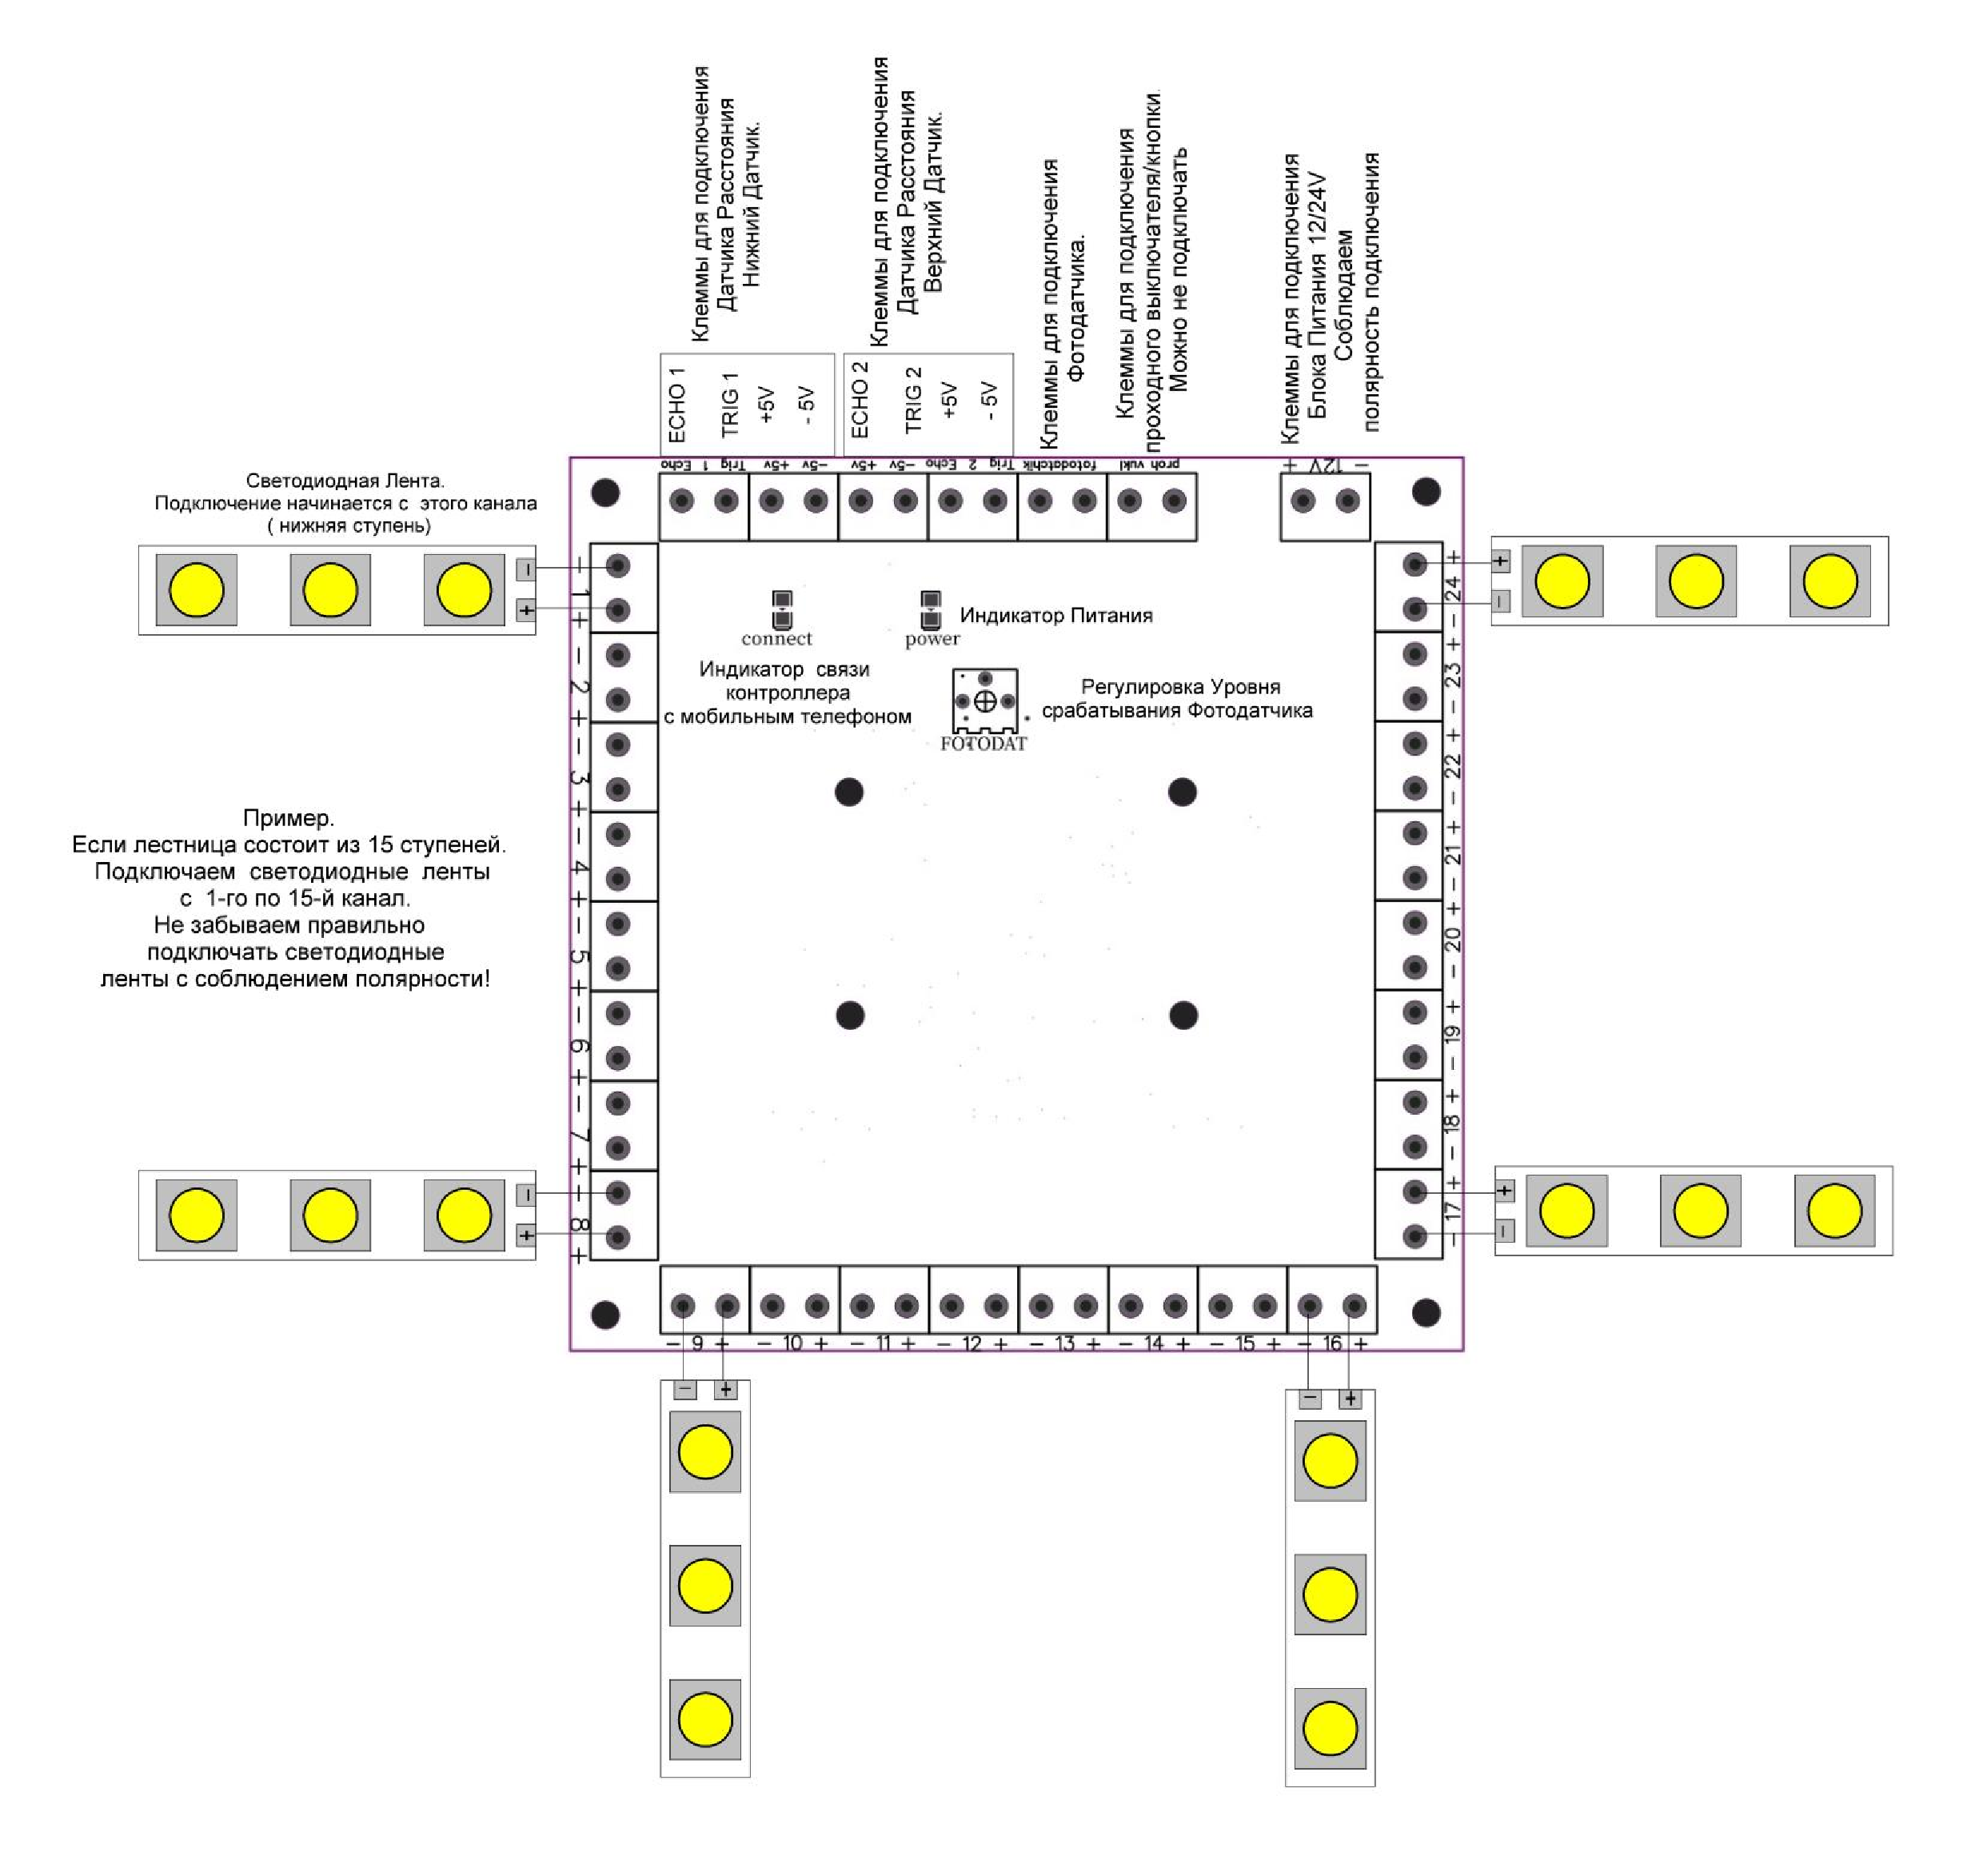 Клеммы для подключения
Датчика Расстояния
Нижний Датчик.
Клеммы для подключения
Датчика Расстояния
Верхний Датчик.
Клеммы для подключения
Фотодатчика.
Клеммы для подключения
проходного выключателя/кнопки.
Можно не подключать
Клеммы для подключения
Блока Питания 12/24V
Соблюдаем
полярность подключения
ECHO 1
TRIG 1
+5V
- 5V
ECHO 2
TRIG 2
+5V
- 5V
Echo 1 Trig
+5v -5v
+5v -5v
Echo 2 Trig
fotodatchik
proh vukl
+ 12V -
Светодиодная Лента.
Подключение начинается с этого канала
( нижняя ступень)
- +
+ -
- 1 +
- 2 +
- 3 +
- 4 +
- 5 +
- 6 +
- 7 +
- 8 +
connect
power
Индикатор Питания
Индикатор связи
контроллера
с мобильным телефоном
FOTODAT
Регулировка Уровня
срабатывания Фотодатчика
+ 24 -
+ 23 -
+ 22 -
+ 21 -
+ 20 -
+ 19 -
+ 18 -
+ 17 -
Пример.
Если лестница состоит из 15 ступеней.
Подключаем светодиодные ленты
с 1-го по 15-й канал.
Не забываем правильно
подключать светодиодные
ленты с соблюдением полярности!
- +
+ -
- 9 + - 10 + - 11 + - 12 + - 13 + - 14 + - 15 + - 16 +
- +
- +